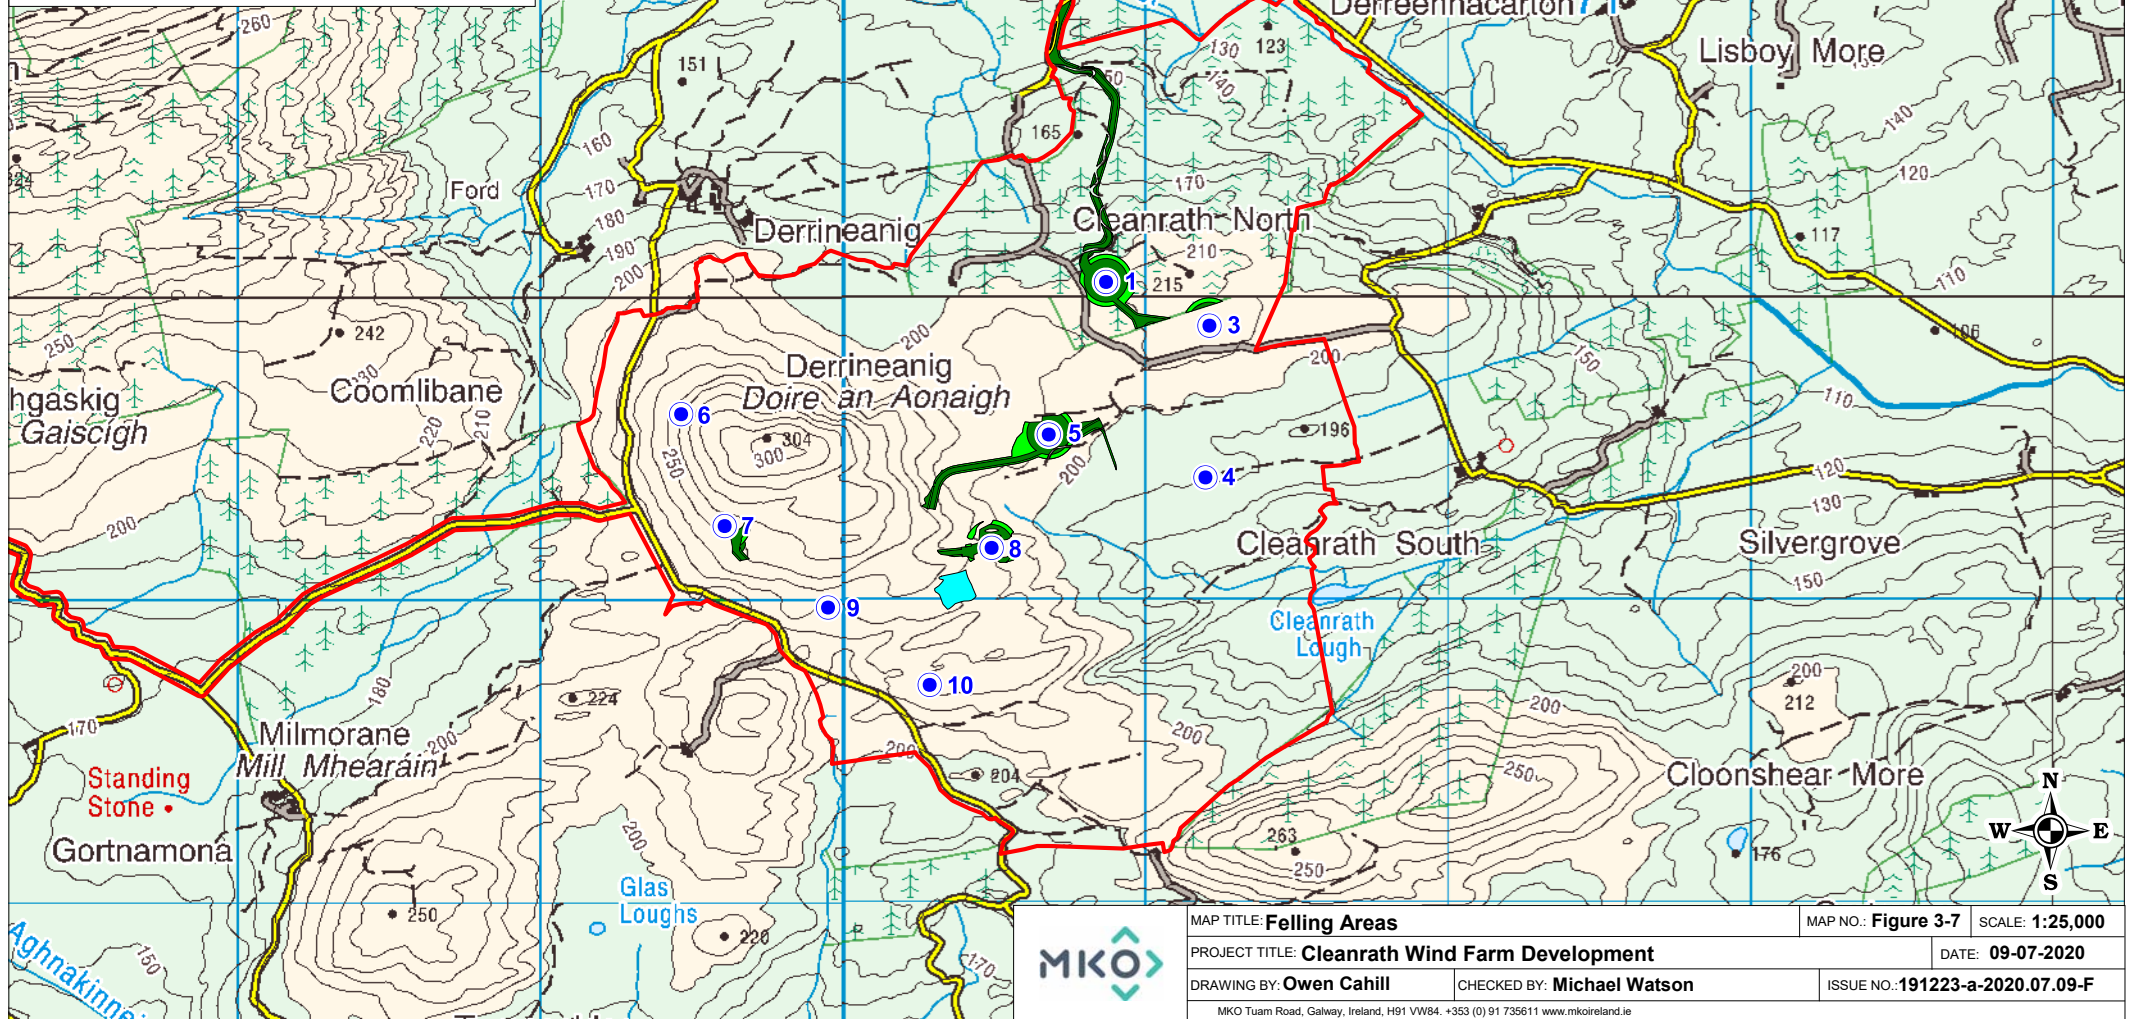 260
151
Derreennacarton
123
130
140
50
Lisboy More
135
140
120
165
160
170
180
190
200
Ford
Derrineanig
170
Cleanrath North
210
215
117
110
106
1
3
242
250
230
Coomlibane
220
210
hgaskig
Gaiscígh
200
Derrineanig
Doire an Aonaigh
200
6
304
300
250
5
200
196
4
200
150
110
120
130
7
8
9
10
Cleanrath South
Silvergrove
150
Cleanrath
Lough
200
180
170
224
Milmorane
Mill Mhearáin
200
Standing
Stone
Gortnamona
250
200
204
200
200
212
200
250
263
250
Cloonshear More
176
Glas
Loughs
200
220
170
150
Aghnakinnei
N
W E
S
MKO
MAP TITLE: Felling Areas
MAP NO.: Figure 3-7
SCALE: 1:25,000
PROJECT TITLE: Cleanrath Wind Farm Development
DATE: 09-07-2020
DRAWING BY: Owen Cahill
CHECKED BY: Michael Watson
ISSUE NO.:191223-a-2020.07.09-F
MKO Tuam Road, Galway, Ireland, H91 VW84. +353 (0) 91 735611 www.mkoireland.ie